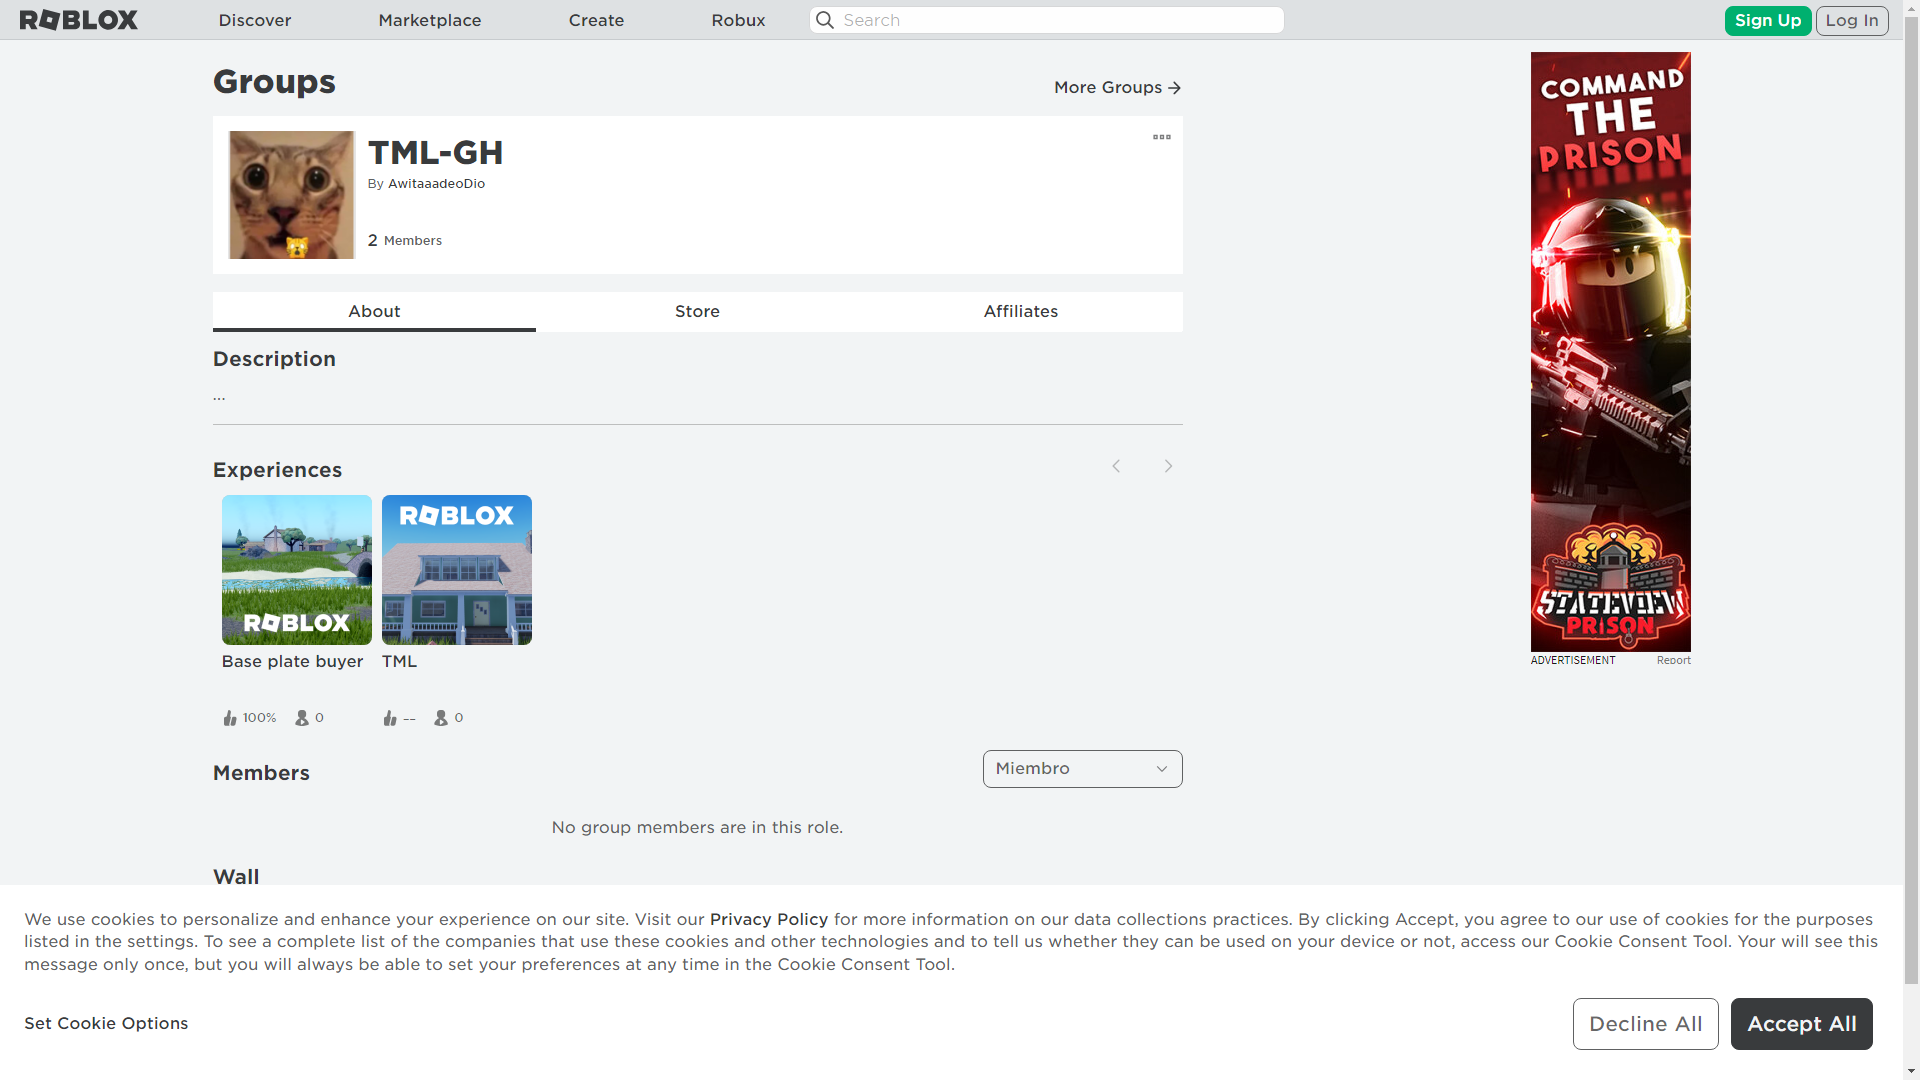 ROBLOX
Discover
Marketplace
Create
Robux
Search
Sign Up
Log In
Groups
More Groups
TML-GH
By AwitaaadeoDio
2 Members
About
Store
Affiliates
Description
...
Experiences
ROBLOX
Base plate buyer
100%
0
ROBLOX
TML
--
0
Members
Miembro
No group members are in this role.
Wall
COMMAND
THE
PRISON
STATEVIEW
PRISON
ADVERTISEMENT
Report
We use cookies to personalize and enhance your experience on our site. Visit our Privacy Policy for more information on our data collections practices. By clicking Accept, you agree to our use of cookies for the purposes
listed in the settings. To see a complete list of the companies that use these cookies and other technologies and to tell us whether they can be used on your device or not, access our Cookie Consent Tool. Your will see this
message only once, but you will always be able to set your preferences at any time in the Cookie Consent Tool.
Set Cookie Options
Decline All
Accept All